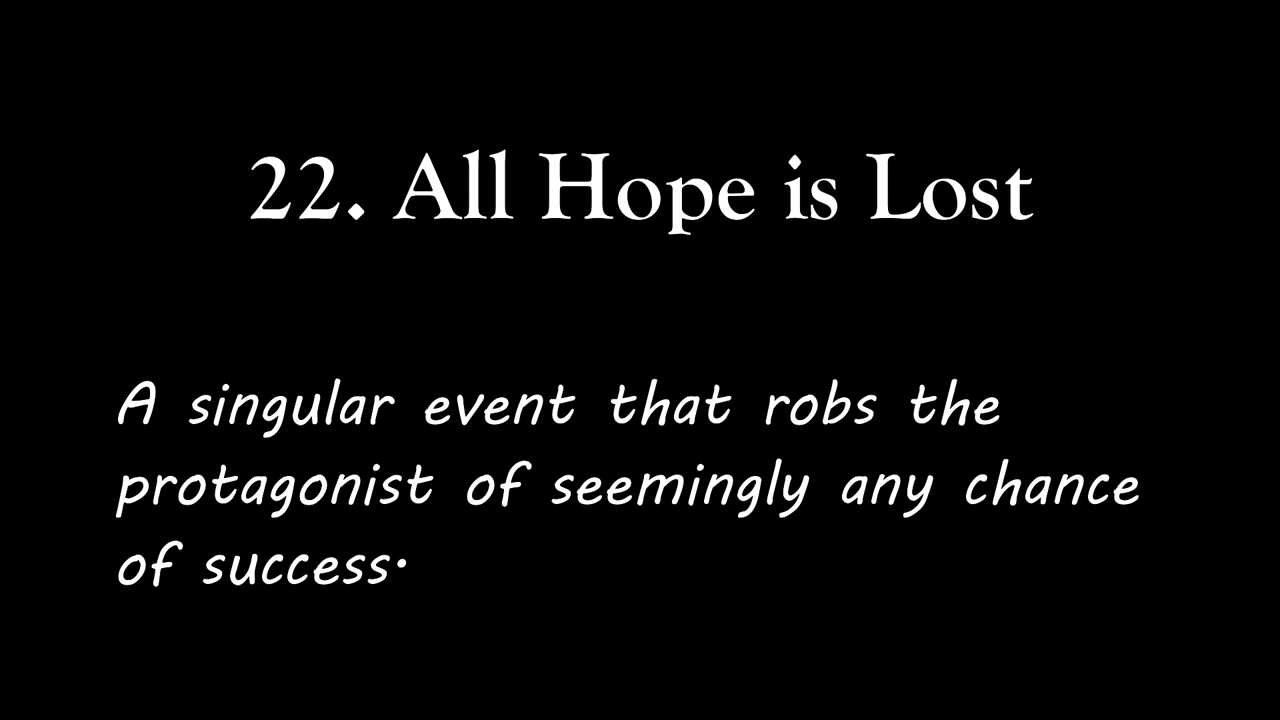 22. All Hope is Lost
A singular event that robs the
protagonist of seemingly any chance
of success.